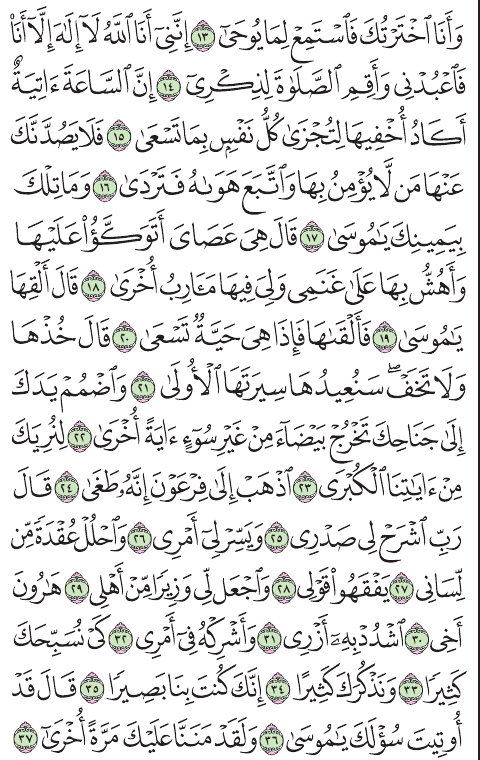 وَأَنَا ٱخْتَرْتُكَ فَٱسْتَمِعْ لِمَا يُوحَىٰٓ ١٣ إِنَّنِىٓ أَنَا ٱللَّهُ لَآ إِلَٰهَ إِلَّآ أَنَا۠
فَٱعْبُدْنِى وَأَقِمِ ٱلصَّلَوٰةَ لِذِكْرِىٓ ١٤ إِنَّ ٱلسَّاعَةَ ءَاتِيَةٌ
أَكَادُ أُخْفِيهَا لِتُجْزَىٰ كُلُّ نَفْسٍۭ بِمَا تَسْعَىٰ ١٥ فَلَا يَصُدَّنَّكَ
عَنْهَا مَن لَّا يُؤْمِنُ بِهَا وَٱتَّبَعَ هَوَىٰهُ فَتَرْدَىٰ ١٦ وَمَا تِلْكَ
بِيَمِينِكَ يَٰمُوسَىٰ ١٧ قَالَ هِىَ عَصَاىَ أَتَوَكَّؤُا۟ عَلَيْهَا
وَأَهُشُّ بِهَا عَلَىٰ غَنَمِى وَلِىَ فِيهَا مَـَٔارِبُ أُخْرَىٰ ١٨ قَالَ أَلْقِهَا
يَٰمُوسَىٰ ١٩ فَأَلْقَىٰهَا فَإِذَا هِىَ حَيَّةٌ تَسْعَىٰ ٢٠ قَالَ خُذْهَا
وَلَا تَخَفْ ۖ سَنُعِيدُهَا سِيرَتَهَا ٱلْأُولَىٰ ٢١ وَٱضْمُمْ يَدَكَ
إِلَىٰ جَنَاحِكَ تَخْرُجْ بَيْضَآءَ مِنْ غَيْرِ سُوٓءٍ ءَايَةً أُخْرَىٰ ٢٢ لِنُرِيَكَ
مِنْ ءَايَٰتِنَا ٱلْكُبْرَى ٢٣ ٱذْهَبْ إِلَىٰ فِرْعَوْنَ إِنَّهُۥ طَغَىٰ ٢٤ قَالَ
رَبِّ ٱشْرَحْ لِى صَدْرِى ٢٥ وَيَسِّرْ لِىٓ أَمْرِى ٢٦ وَٱحْلُلْ عُقْدَةً مِّن
لِّسَانِى ٢٧ يَفْقَهُوا۟ قَوْلِى ٢٨ وَٱجْعَل لِّى وَزِيرًا مِّنْ أَهْلِى ٢٩ هَٰرُونَ
أَخِى ٣٠ ٱشْدُدْ بِهِۦٓ أَزْرِى ٣١ وَأَشْرِكْهُ فِىٓ أَمْرِى ٣٢ كَىْ نُسَبِّحَكَ
كَثِيرًا ٣٣ وَنَذْكُرَكَ كَثِيرًا ٣٤ إِنَّكَ كُنتَ بِنَا بَصِيرًا ٣٥ قَالَ قَدْ
أُوتِيتَ سُؤْلَكَ يَٰمُوسَىٰ ٣٦ وَلَقَدْ مَنَنَّا عَلَيْكَ مَرَّةً أُخْرَىٰٓ ٣٧